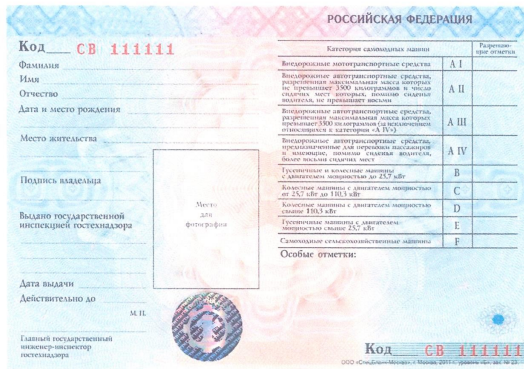 РОССИЙСКАЯ ФЕДЕРАЦИЯ
Код СВ 111111
Фамилия
Имя
Отчество
Дата и место рождения
Место жительства
Подпись владельца
Выдано государственной
инспекцией гостехнадзора
Дата выдачи
Действительно до
М. П.
Главный государственный
инженер-инспектор
гостехнадзора
Место
для
фотографии
Категория самоходных машин
Разрешаю-
щие отметки
Внедорожные мототранспортные средства
А I
Внедорожные автотранспортные средства,
разрешенная максимальная масса которых
не превышает 3500 килограммов и число
сидячих мест которых, помимо сиденья
водителя, не превышает восьми
А II
Внедорожные автотранспортные средства,
разрешенная максимальная масса которых
превышает 3500 килограммов (за исключением
относящихся к категории «А IV»)
А III
Внедорожные автотранспортные средства,
предназначенные для перевозки пассажиров
и имеющие, помимо сиденья водителя,
более восьми сидячих мест
А IV
Гусеничные и колесные машины
с двигателем мощностью до 25,7 кВт
В
Колесные машины с двигателем мощностью
от 25,7 кВт до 110,3 кВт
С
Колесные машины с двигателем мощностью
свыше 110,3 кВт
D
Гусеничные машины с двигателем
мощностью свыше 25,7 кВт
Е
Самоходные сельскохозяйственные машины
F
Особые отметки:
Код СВ 111111